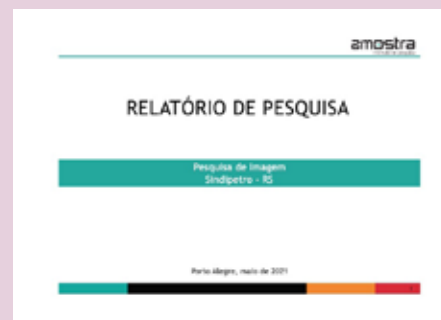 amostra
RELATÓRIO DE PESQUISA
Pesquisa de Imagem
Sindipetro - RS
Porto Alegre, maio de 2021